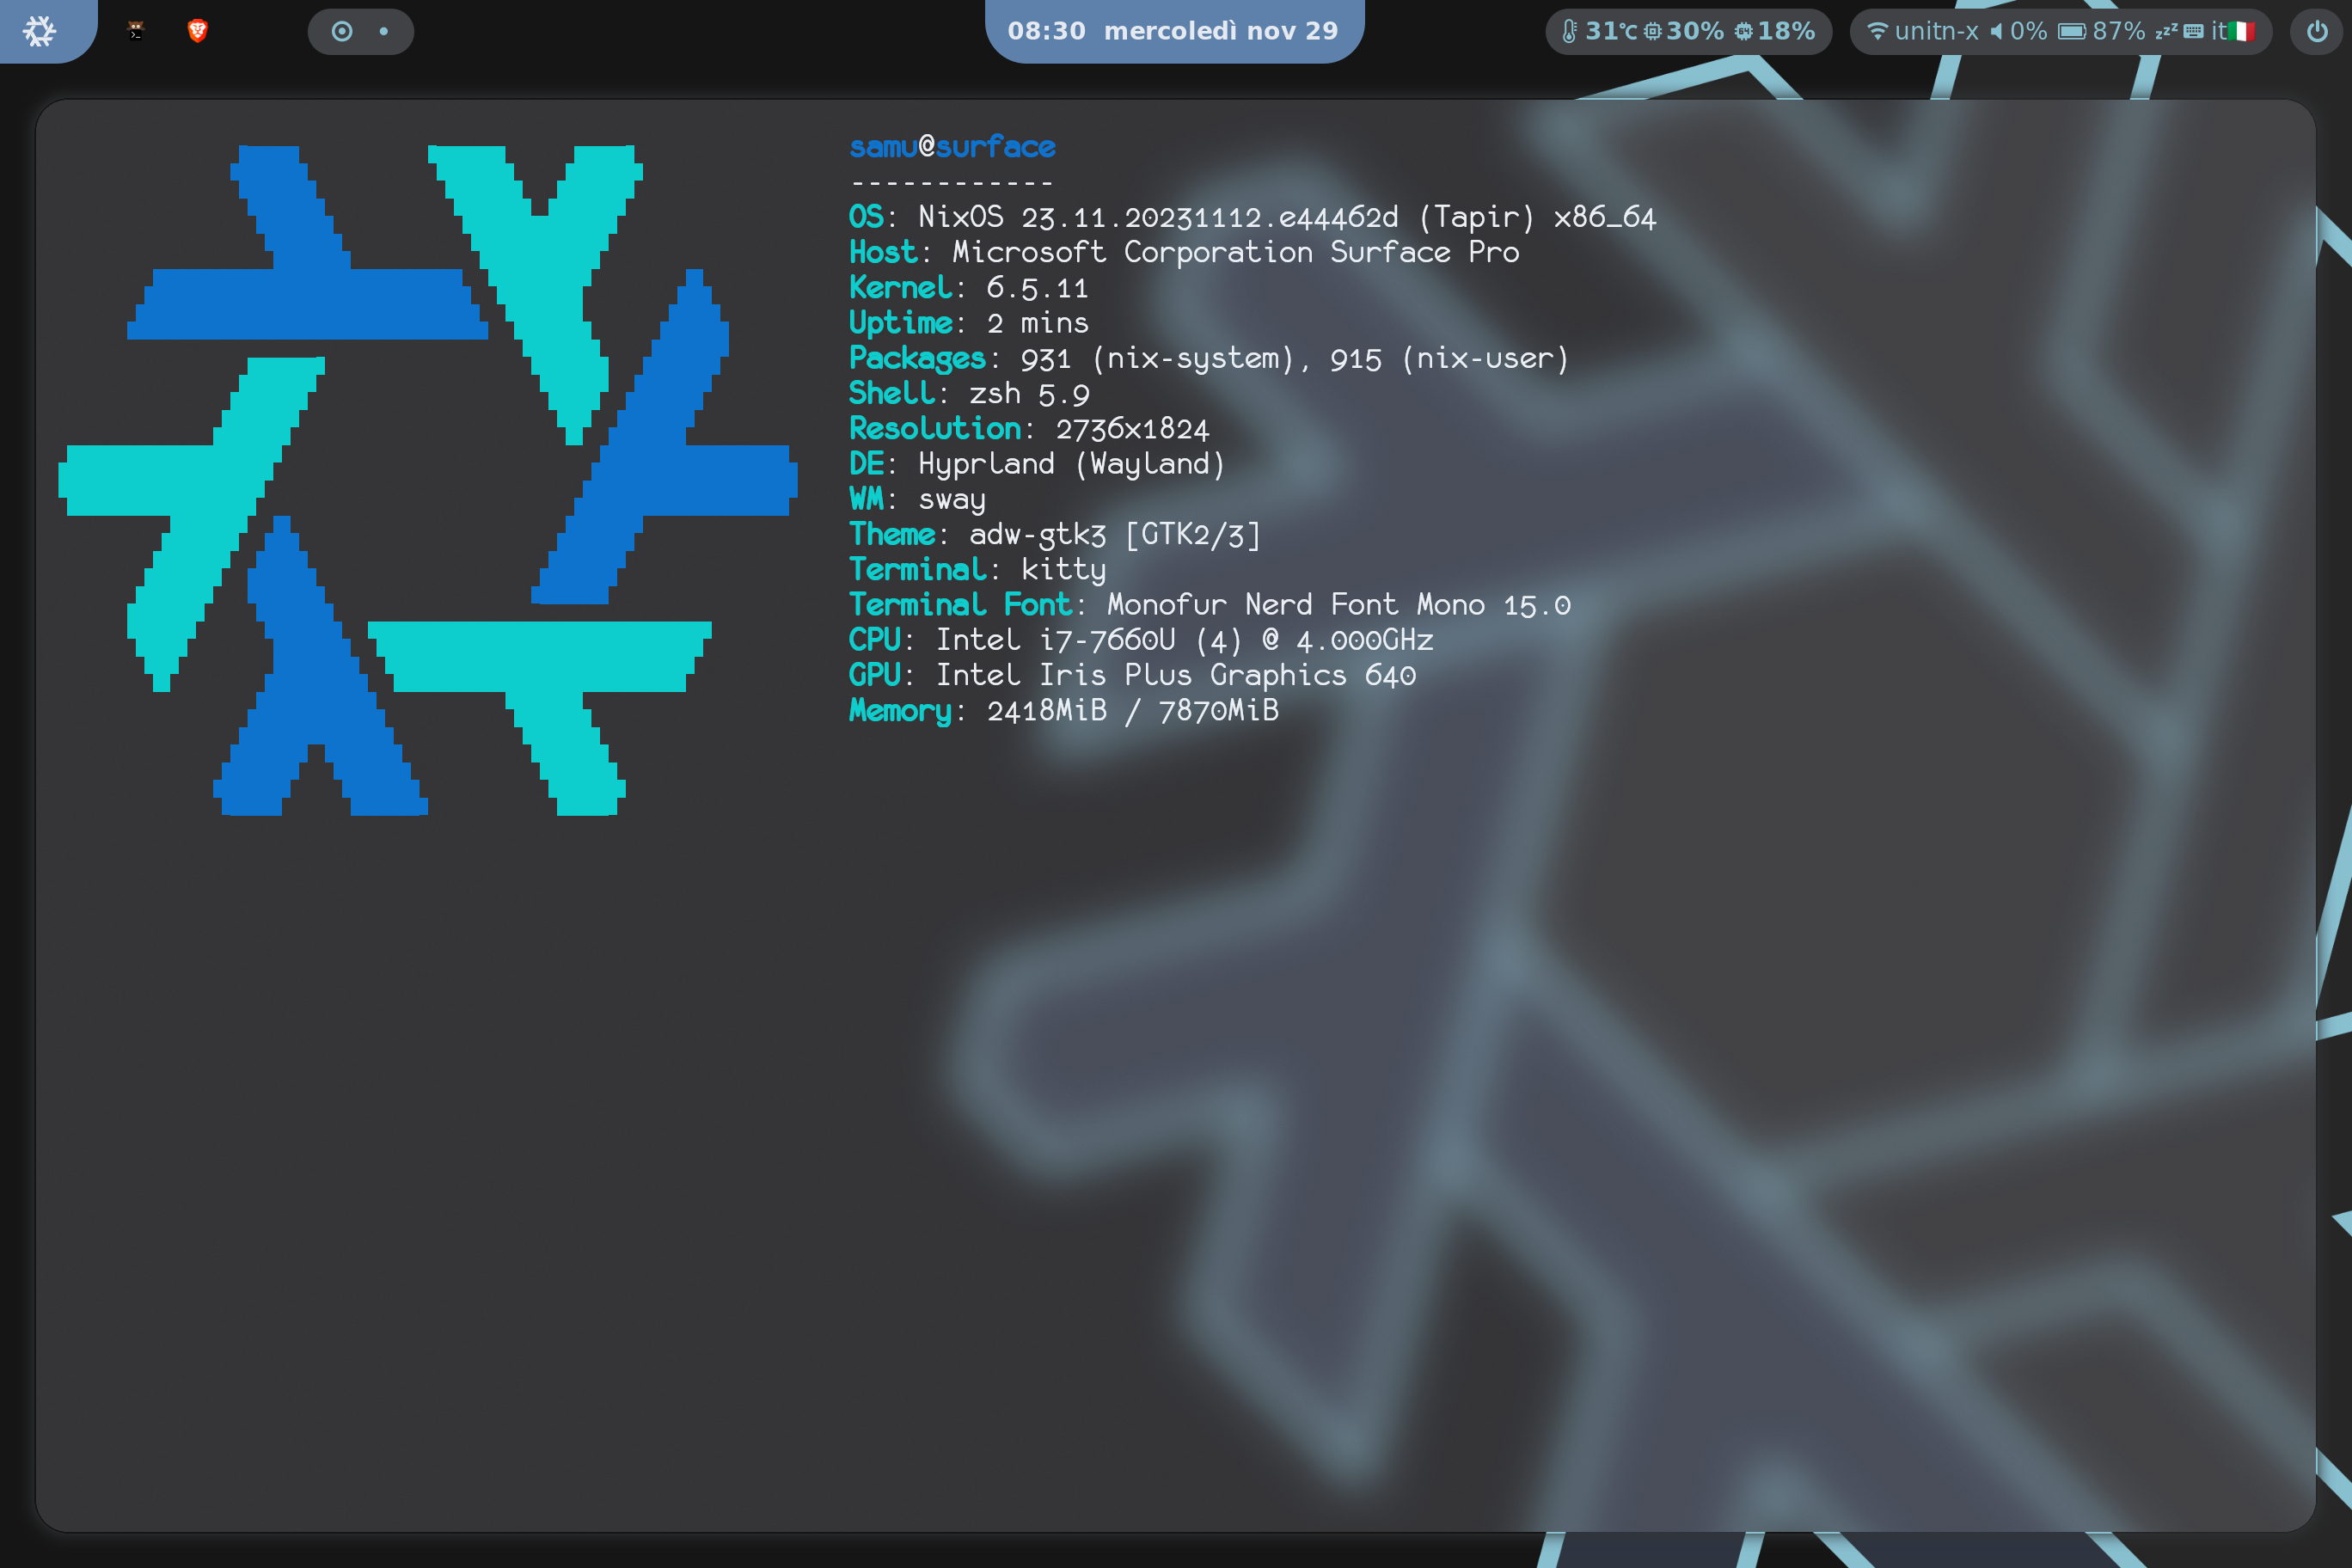 08:30 mercoledì nov 29
31℃ 30% 64 18%
unitn-x 0% 87% zzz it
samu@surface
------------
OS: NixOS 23.11.20231112.e44462d (Tapir) x86_64
Host: Microsoft Corporation Surface Pro
Kernel: 6.5.11
Uptime: 2 mins
Packages: 931 (nix-system), 915 (nix-user)
Shell: zsh 5.9
Resolution: 2736x1824
DE: Hyprland (Wayland)
WM: sway
Theme: adw-gtk3 [GTK2/3]
Terminal: kitty
Terminal Font: Monofur Nerd Font Mono 15.0
CPU: Intel i7-7660U (4) @ 4.000GHz
GPU: Intel Iris Plus Graphics 640
Memory: 2418MiB / 7870MiB